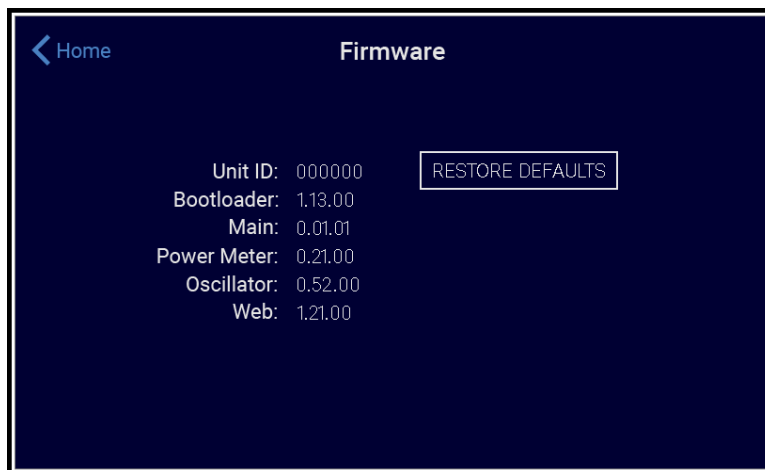 Home
Firmware
Unit ID: 000000
RESTORE DEFAULTS
Bootloader: 1.13.00
Main: 0.01.01
Power Meter: 0.21.00
Oscillator: 0.52.00
Web: 1.21.00